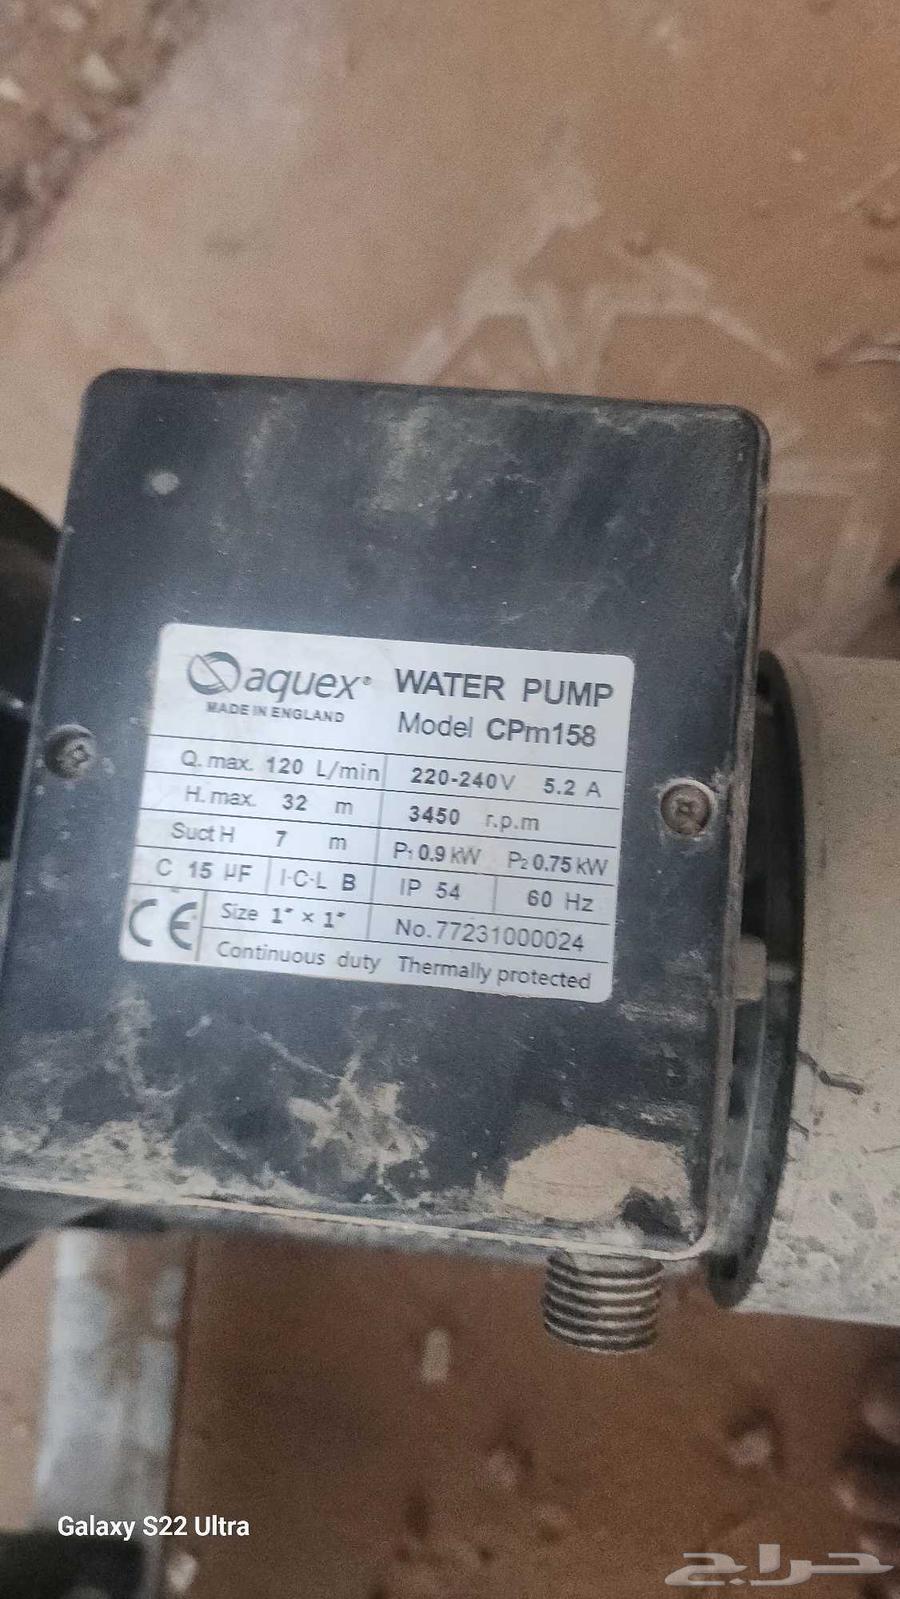 aquex® WATER PUMP
MADE IN ENGLAND
Model CPm158
Q. max. 120 L/min 220-240V 5.2 A
H. max. 32 m 3450 r.p.m
Suct H 7 m P1 0.9 kW P2 0.75 kW
C 15 µF I·C·L B IP 54 60 Hz
CE Size 1" × 1" No. 77231000024
Continuous duty Thermally protected
Galaxy S22 Ultra
حراج